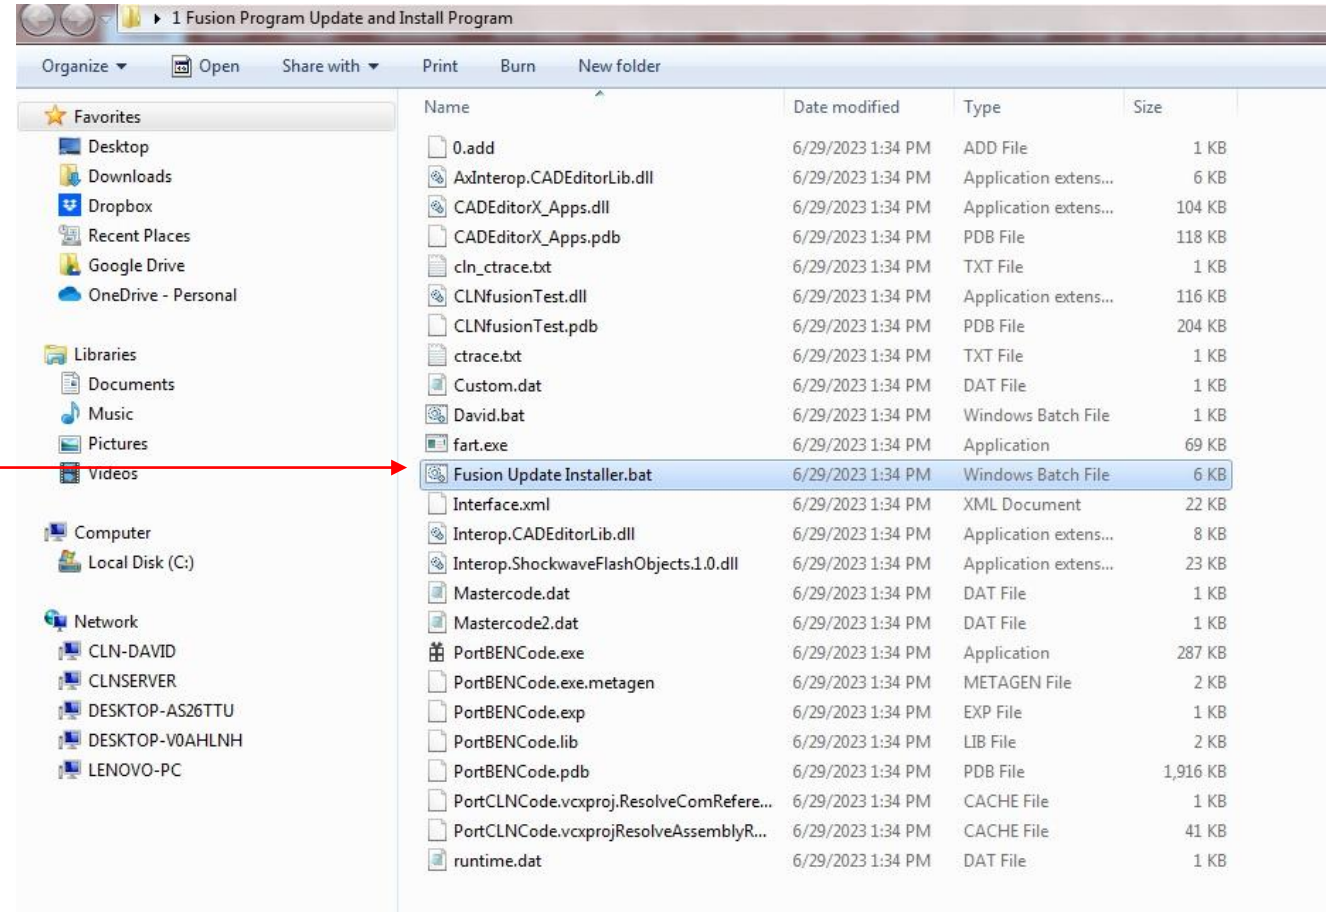 1 Fusion Program Update and Install Program
Organize Open Share with Print Burn New folder
Favorites
Desktop
Downloads
Dropbox
Recent Places
Google Drive
OneDrive - Personal
Libraries
Documents
Music
Pictures
Videos
Computer
Local Disk (C:)
Network
CLN-DAVID
CLNSERVER
DESKTOP-AS26TTU
DESKTOP-V0AHLNH
LENOVO-PC
Name Date modified Type Size
0.add 6/29/2023 1:34 PM ADD File 1 KB
AxInterop.CADEditorLib.dll 6/29/2023 1:34 PM Application extens... 6 KB
CADEditorX_Apps.dll 6/29/2023 1:34 PM Application extens... 104 KB
CADEditorX_Apps.pdb 6/29/2023 1:34 PM PDB File 118 KB
cln_ctrace.txt 6/29/2023 1:34 PM TXT File 1 KB
CLNfusionTest.dll 6/29/2023 1:34 PM Application extens... 116 KB
CLNfusionTest.pdb 6/29/2023 1:34 PM PDB File 204 KB
ctrace.txt 6/29/2023 1:34 PM TXT File 1 KB
Custom.dat 6/29/2023 1:34 PM DAT File 1 KB
David.bat 6/29/2023 1:34 PM Windows Batch File 1 KB
fart.exe 6/29/2023 1:34 PM Application 69 KB
Fusion Update Installer.bat 6/29/2023 1:34 PM Windows Batch File 6 KB
Interface.xml 6/29/2023 1:34 PM XML Document 22 KB
Interop.CADEditorLib.dll 6/29/2023 1:34 PM Application extens... 8 KB
Interop.ShockwaveFlashObjects.1.0.dll 6/29/2023 1:34 PM Application extens... 23 KB
Mastercode.dat 6/29/2023 1:34 PM DAT File 1 KB
Mastercode2.dat 6/29/2023 1:34 PM DAT File 1 KB
PortBENCode.exe 6/29/2023 1:34 PM Application 287 KB
PortBENCode.exe.metagen 6/29/2023 1:34 PM METAGEN File 2 KB
PortBENCode.exp 6/29/2023 1:34 PM EXP File 1 KB
PortBENCode.lib 6/29/2023 1:34 PM LIB File 2 KB
PortBENCode.pdb 6/29/2023 1:34 PM PDB File 1,916 KB
PortCLNCode.vcxproj.ResolveComRefere... 6/29/2023 1:34 PM CACHE File 1 KB
PortCLNCode.vcxprojResolveAssemblyR... 6/29/2023 1:34 PM CACHE File 41 KB
runtime.dat 6/29/2023 1:34 PM DAT File 1 KB